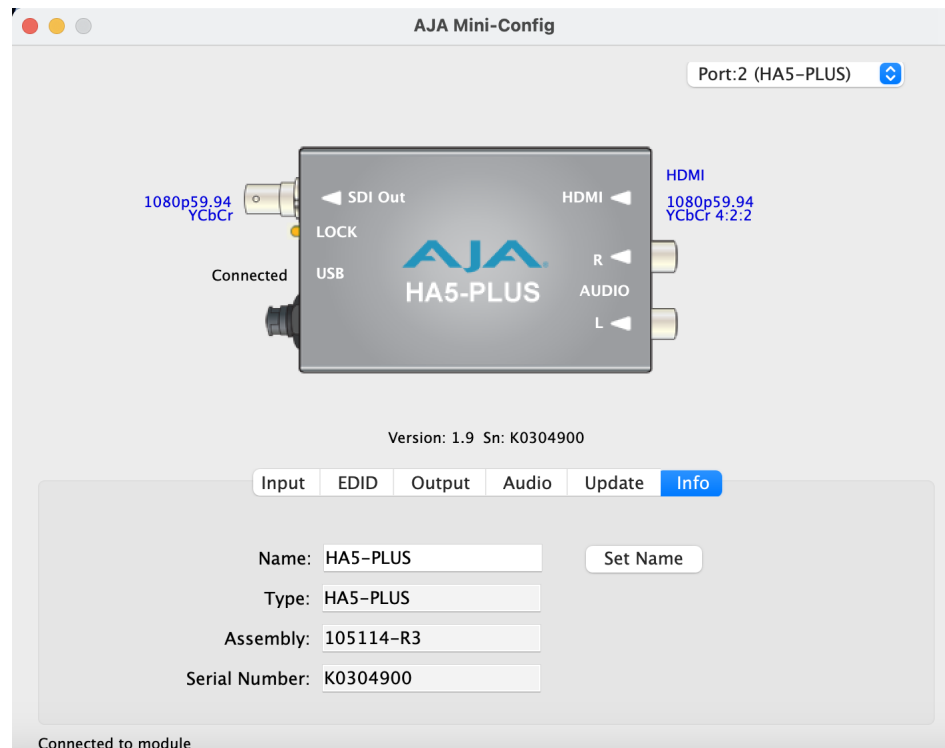 AJA Mini-Config
Port:2 (HA5-PLUS)
HDMI
1080p59.94
YCbCr
SDI Out
HDMI
1080p59.94
YCbCr 4:2:2
LOCK
Connected
USB
AJA
HA5-PLUS
R
AUDIO
L
Version: 1.9 Sn: K0304900
Input EDID Output Audio Update Info
Name: HA5-PLUS Set Name
Type: HA5-PLUS
Assembly: 105114-R3
Serial Number: K0304900
Connected to module